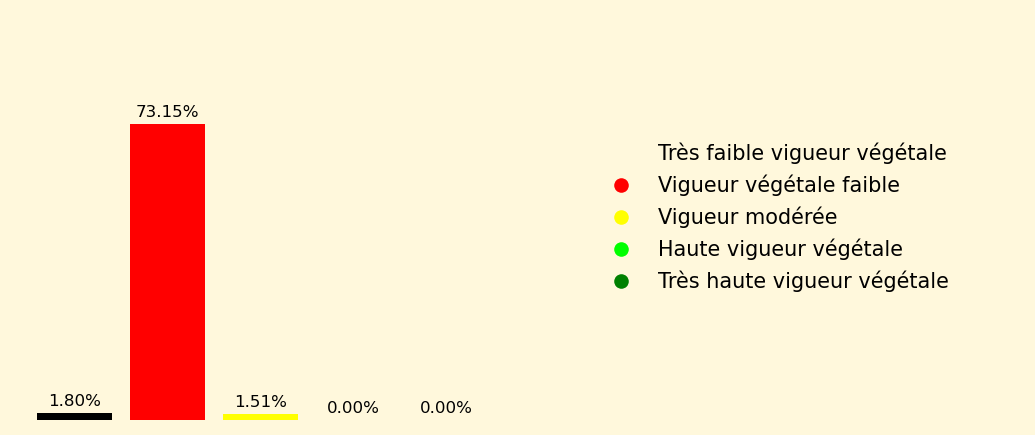 73.15%
1.80%
1.51%
0.00%
0.00%
Très faible vigueur végétale
Vigueur végétale faible
Vigueur modérée
Haute vigueur végétale
Très haute vigueur végétale